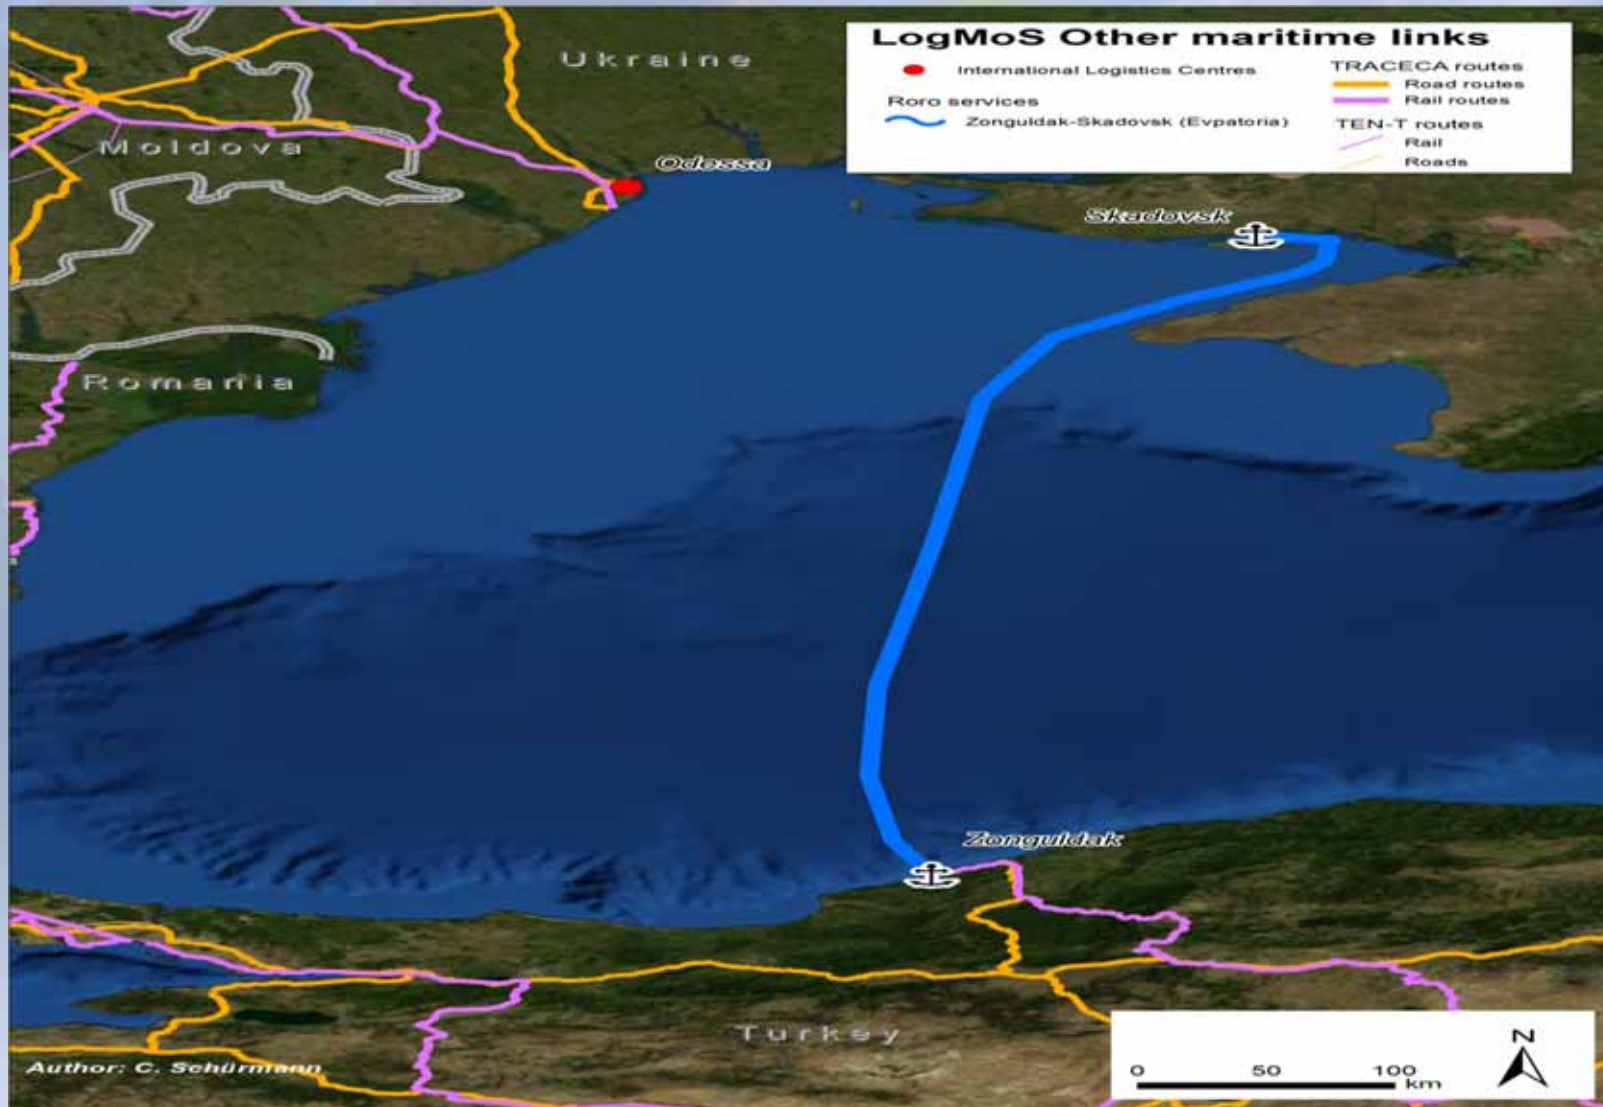 LogMoS Other maritime links
International Logistics Centres
Roro services
Zonguldak-Skadovsk (Evpatoria)
TRACECA routes
Road routes
Rail routes
TEN-T routes
Rail
Roads
Ukraine
Moldova
Odessa
Skadovsk
Romania
Zonguldak
Turkey
Author: C. Schürmann
N
0 50 100
km